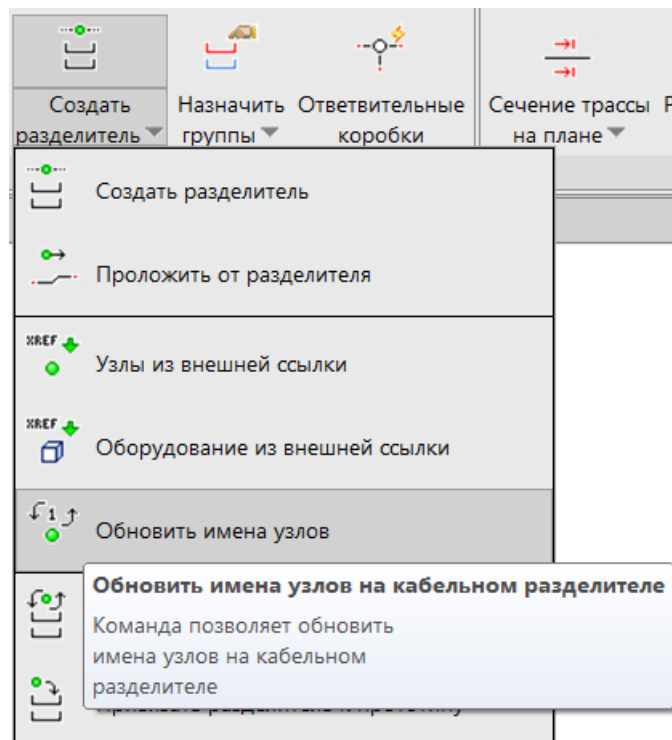 Создать разделитель
Назначить группы
Ответвительные коробки
Сечение трассы на плане
Создать разделитель
Проложить от разделителя
XREF
Узлы из внешней ссылки
XREF
Оборудование из внешней ссылки
1
Обновить имена узлов
Обновить имена узлов на кабельном разделителе
Команда позволяет обновить
имена узлов на кабельном
разделителе